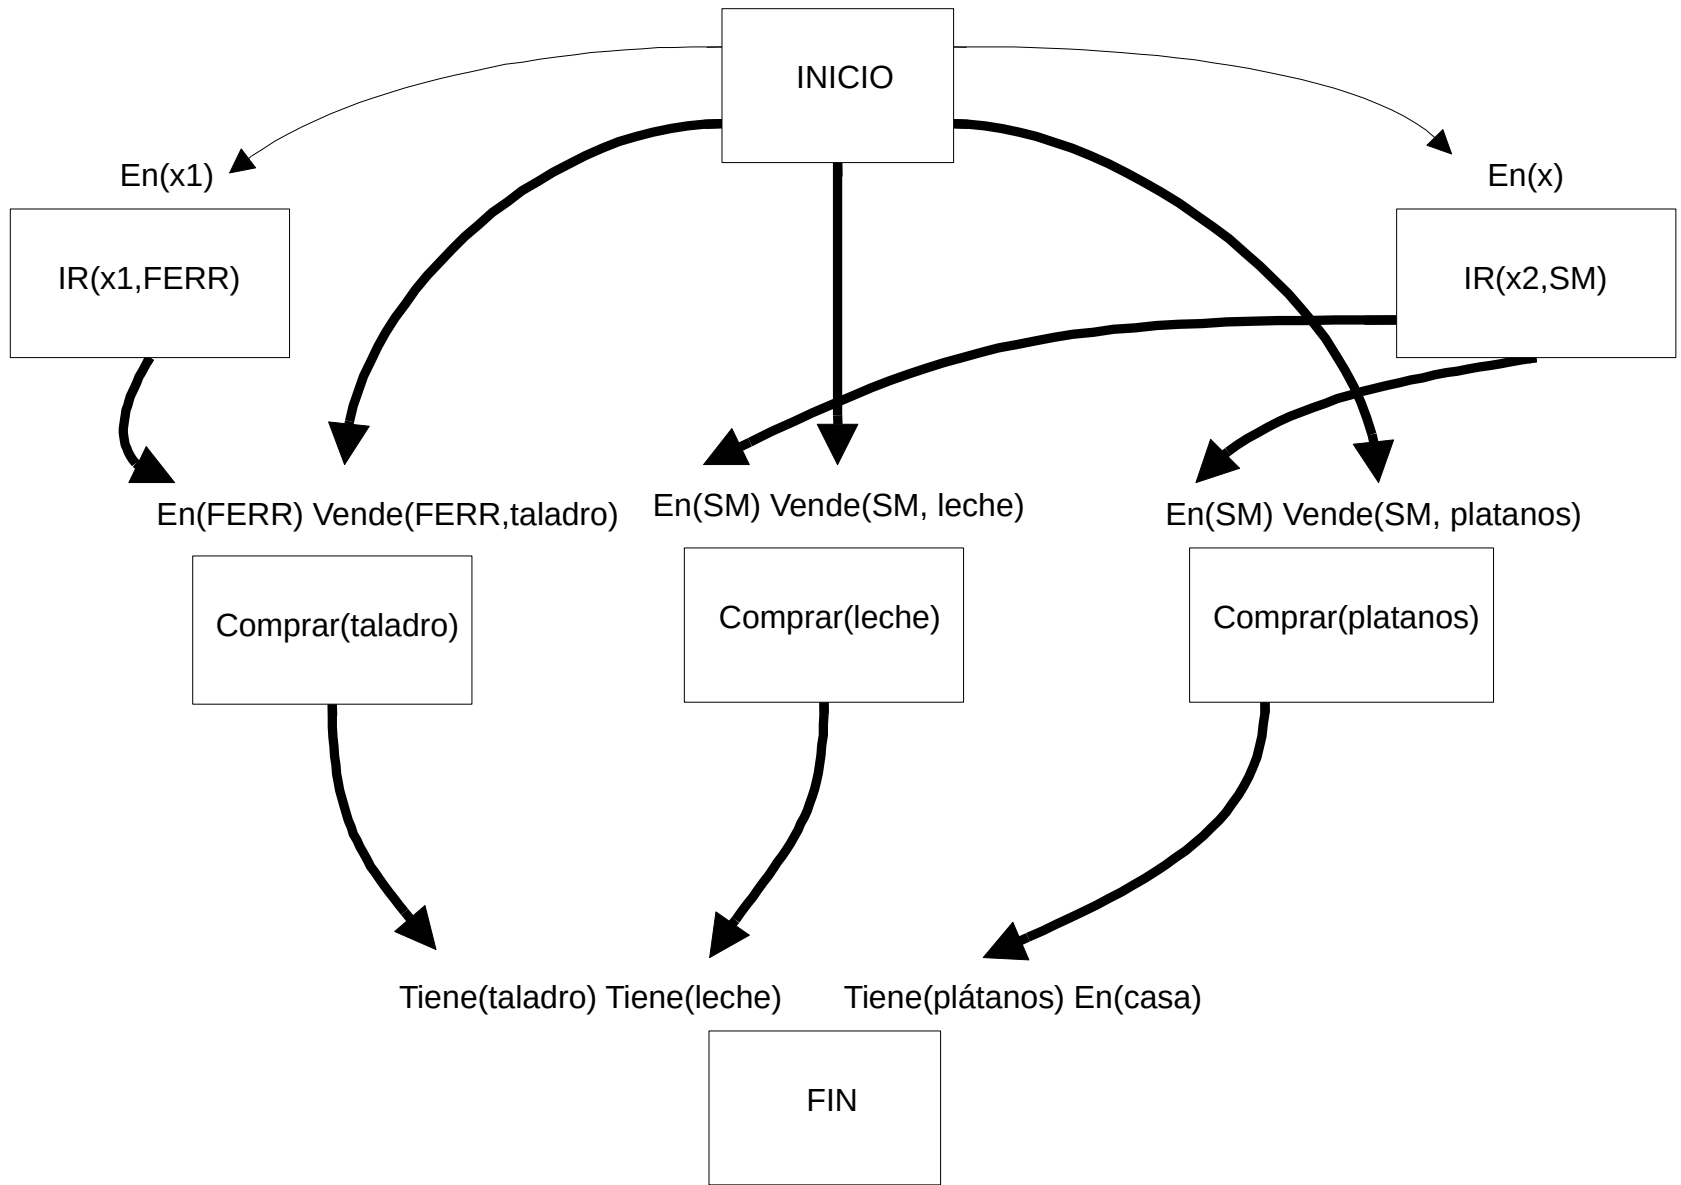 INICIO
En(x1)
En(x)
IR(x1,FERR)
IR(x2,SM)
En(FERR) Vende(FERR,taladro)
En(SM) Vende(SM, leche)
En(SM) Vende(SM, platanos)
Comprar(taladro)
Comprar(leche)
Comprar(platanos)
Tiene(taladro) Tiene(leche)
Tiene(plátanos) En(casa)
FIN